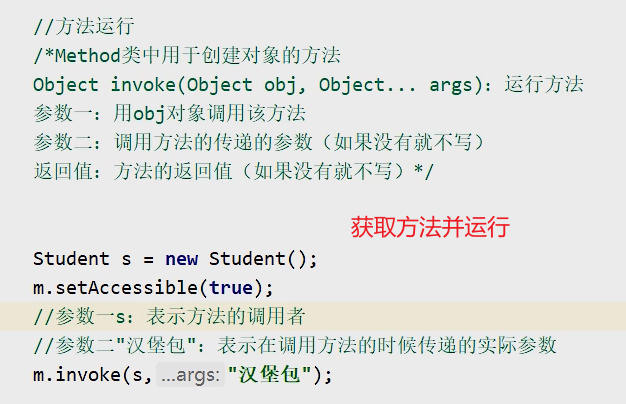 //方法运行
/*Method类中用于创建对象的方法
Object invoke(Object obj, Object... args)：运行方法
参数一：用obj对象调用该方法
参数二：调用方法的传递的参数（如果没有就不写）
返回值：方法的返回值（如果没有就不写）*/
获取方法并运行
Student s = new Student();
m.setAccessible(true);
//参数一s：表示方法的调用者
//参数二"汉堡包"：表示在调用方法的时候传递的实际参数
m.invoke(s, ...args: "汉堡包");